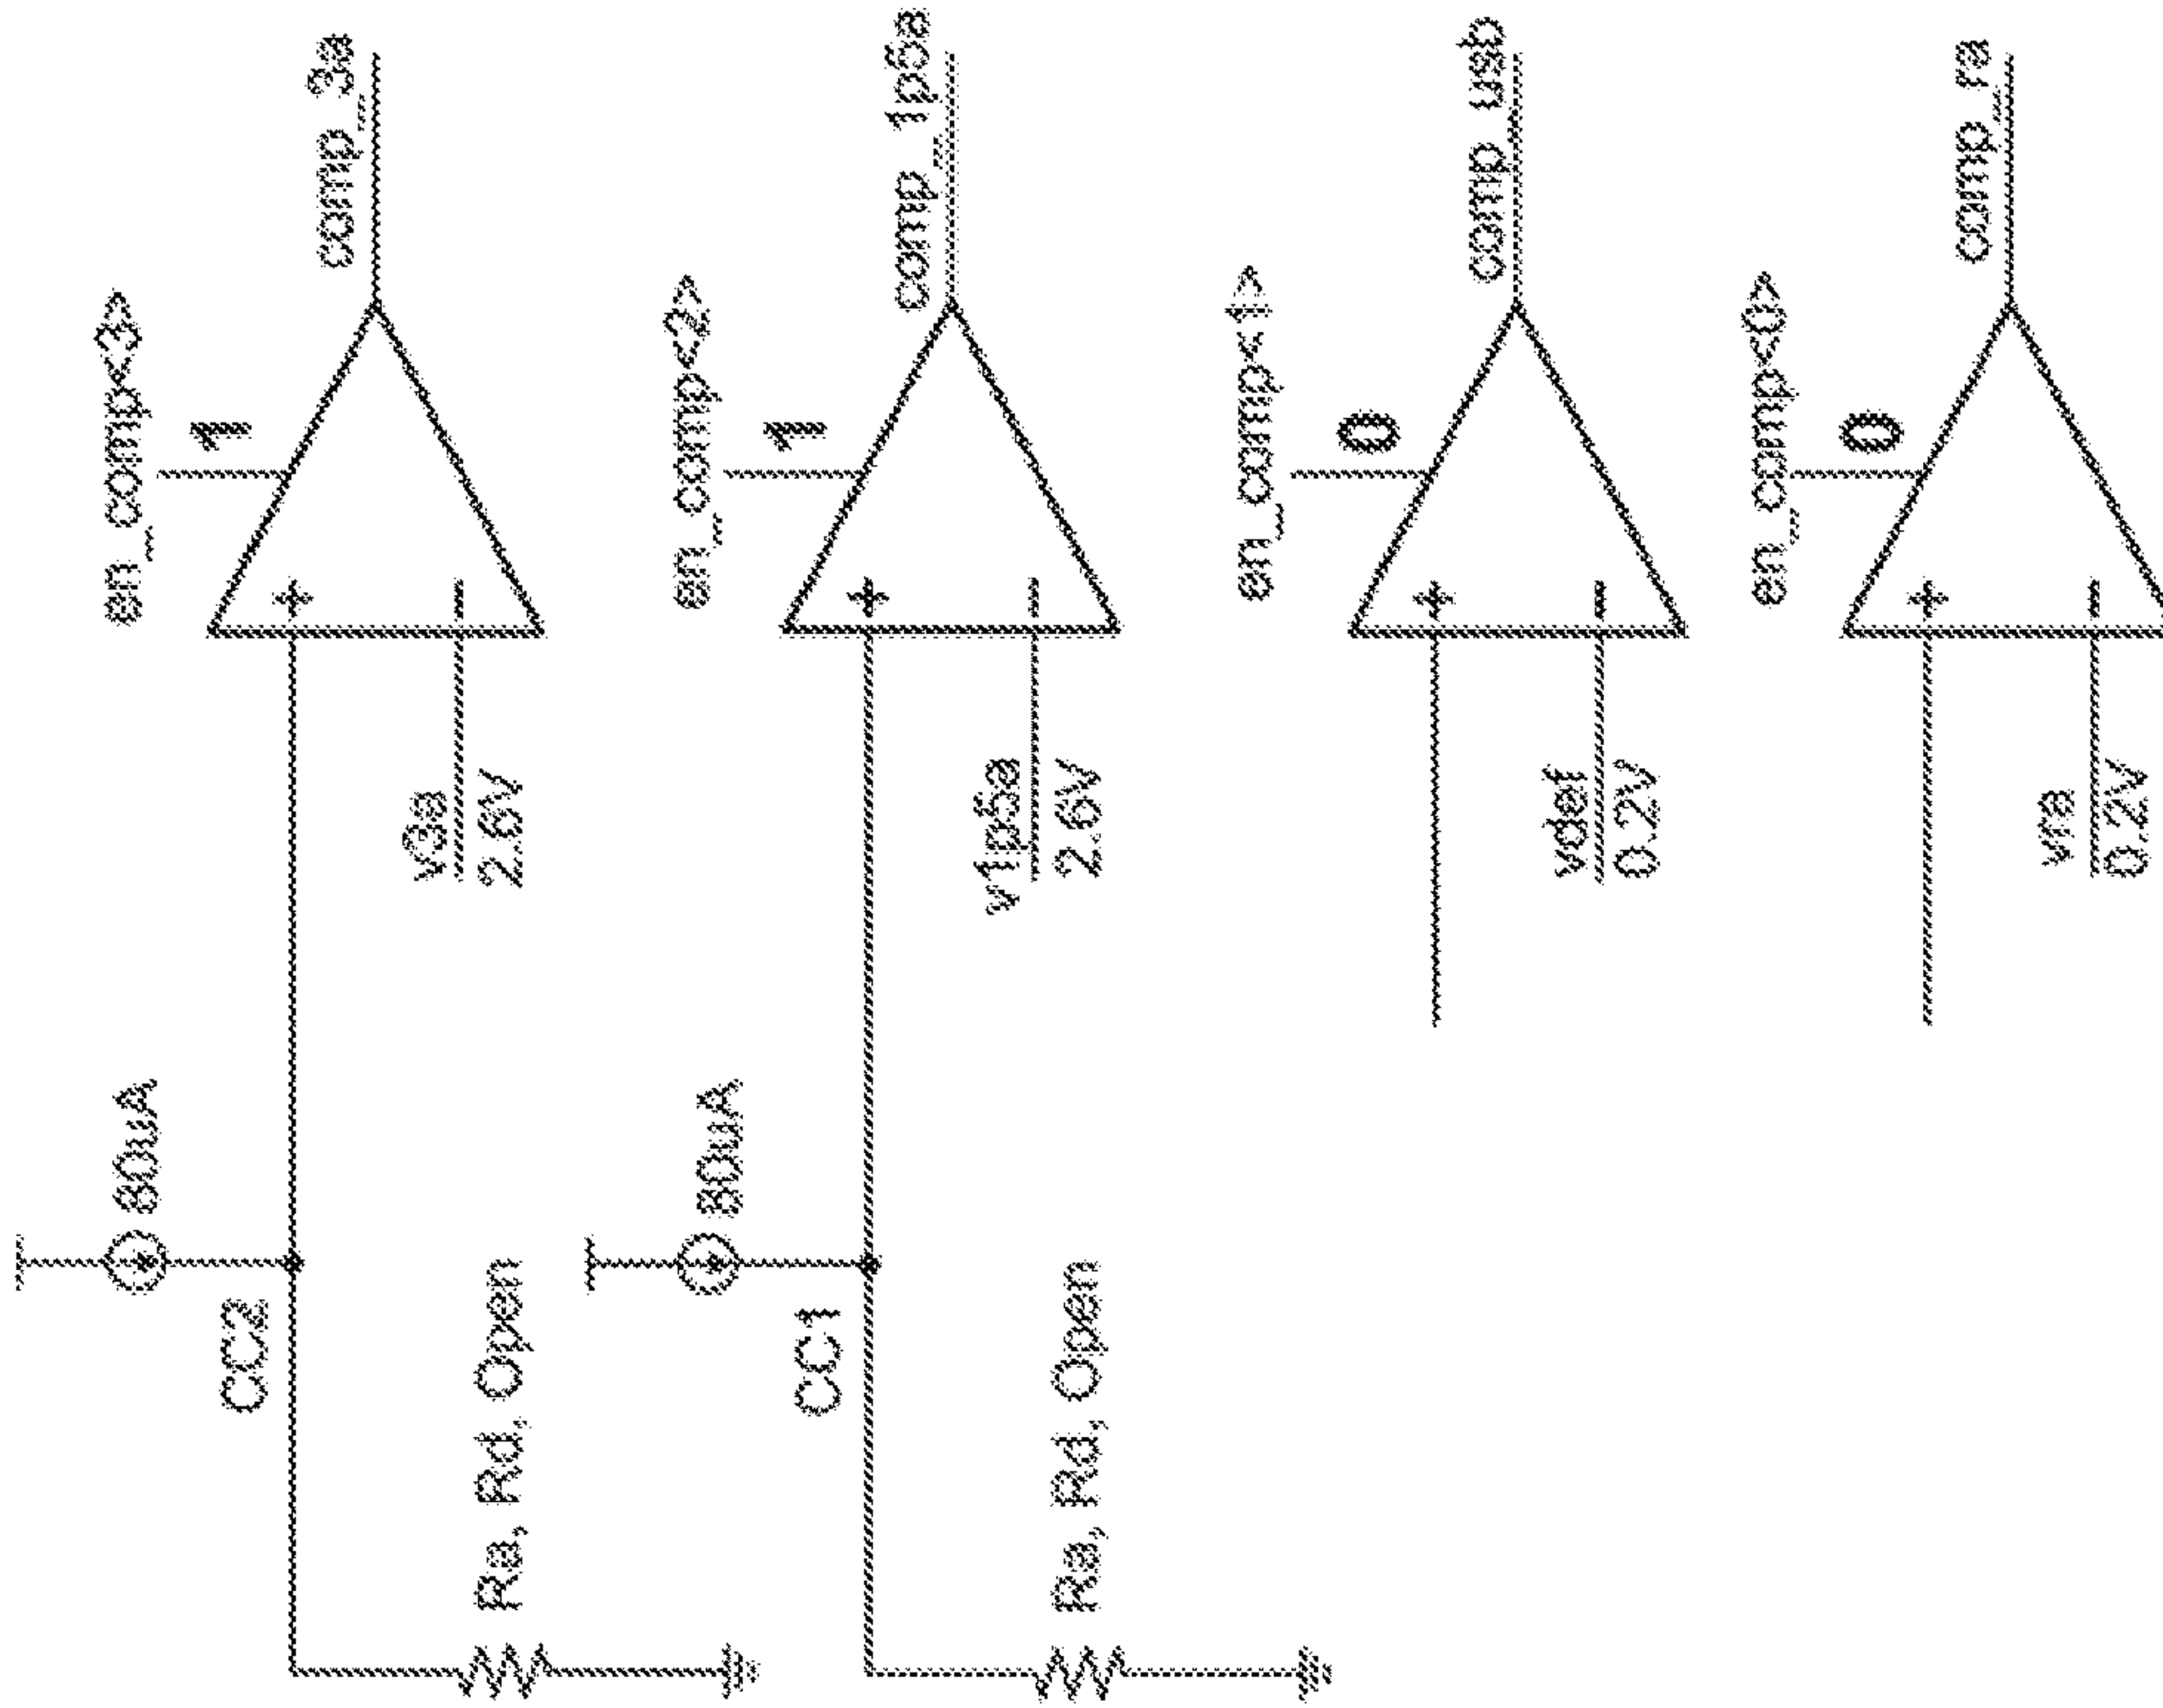 80uA
en_comp<3>
CC2
1
comp_3a
+
v3a
-
Ra, Rd, Open
2.6V
80uA
en_comp<2>
CC1
1
comp_1p5a
+
v1p5a
-
Ra, Rd, Open
2.6V
en_comp<1>
0
comp_usb
+
vdef
-
0.2V
en_comp<0>
0
comp_ra
+
vra
-
0.2V